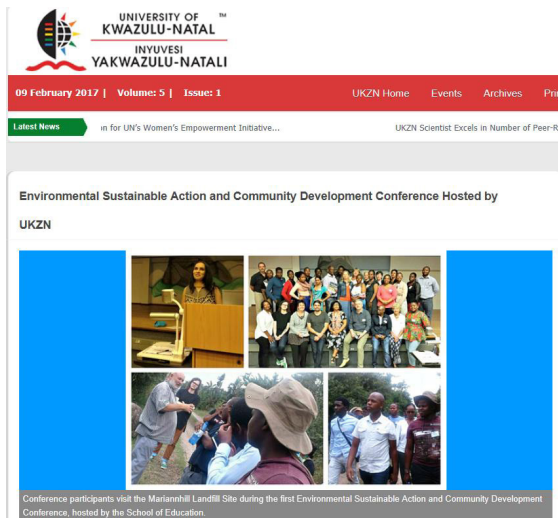 UNIVERSITY OF TM
KWAZULU-NATAL
INYUVESI
YAKWAZULU-NATALI
09 February 2017 | Volume: 5 | Issue: 1 UKZN Home Events Archives Pri
Latest News on for UN's Women's Empowerment Initiative... UKZN Scientist Excels in Number of Peer-R
Environmental Sustainable Action and Community Development Conference Hosted by
UKZN
Conference participants visit the Mariannhill Landfill Site during the first Environmental Sustainable Action and Community Development
Conference, hosted by the School of Education.